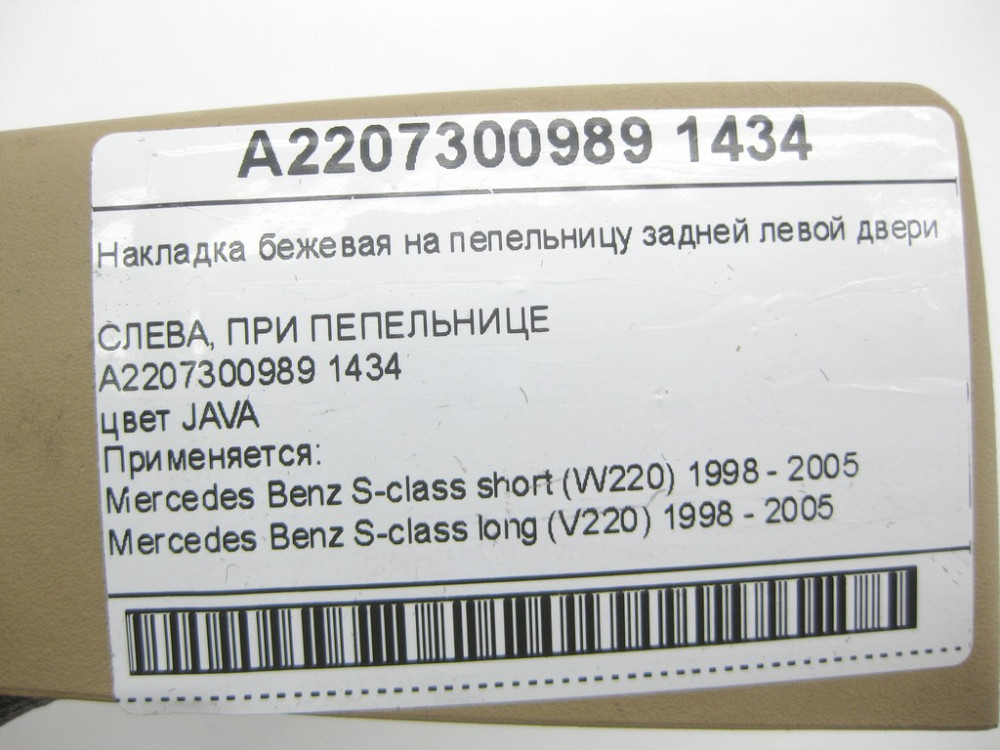 A2207300989 1434
Накладка бежевая на пепельницу задней левой двери
СЛЕВА, ПРИ ПЕПЕЛЬНИЦЕ
A2207300989 1434
цвет JAVA
Применяется:
Mercedes Benz S-class short (W220) 1998 - 2005
Mercedes Benz S-class long (V220) 1998 - 2005